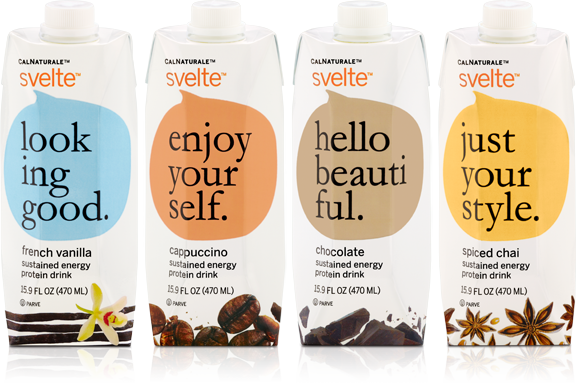 CALNATURALE™
svelte™
look
ing
good.
french vanilla
sustained energy
protein drink
15.9 FL OZ (470 ML)
Ⓤ PARVE
CALNATURALE™
svelte™
enjoy
your
self.
cappuccino
sustained energy
protein drink
15.9 FL OZ (470 ML)
Ⓤ PARVE
CALNATURALE™
svelte™
hello
beauti
ful.
chocolate
sustained energy
protein drink
15.9 FL OZ (470 ML)
Ⓤ PARVE
CALNATURALE™
svelte™
just
your
style.
spiced chai
sustained energy
protein drink
15.9 FL OZ (470 ML)
Ⓤ PARVE